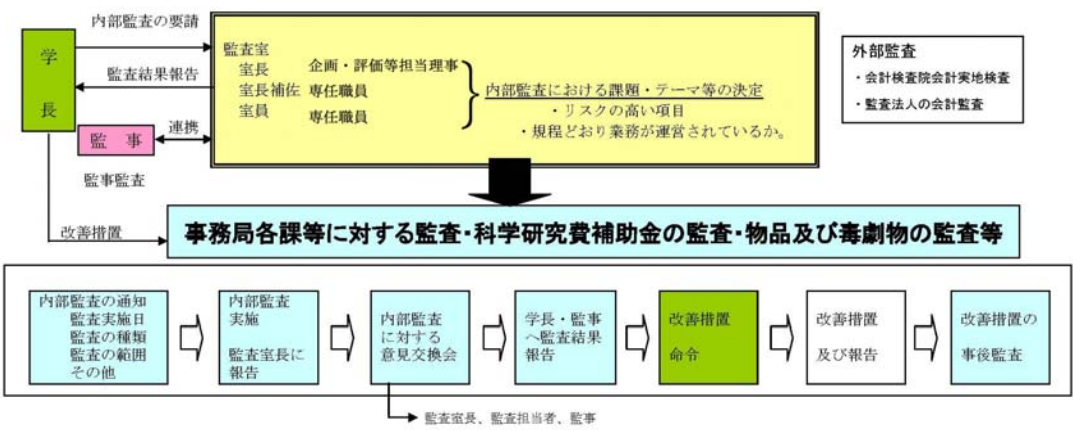 内部監査の要請
学
長
監査結果報告
監事
連携
監事監査
改善措置
監査室
室長 企画・評価等担当理事
室長補佐 専任職員
室員 専任職員
内部監査における課題・テーマ等の決定
・リスクの高い項目
・規程どおり業務が運営されているか。
外部監査
・会計検査院会計実地検査
・監査法人の会計監査
事務局各課等に対する監査・科学研究費補助金の監査・物品及び毒劇物の監査等
内部監査の通知
監査実施日
監査の種類
監査の範囲
その他
内部監査
実施
監査室長に
報告
内部監査
に対する
意見交換会
学長・監事
へ監査結果
報告
改善措置
命令
改善措置
及び報告
改善措置の
事後監査
監査室長、監査担当者、監事